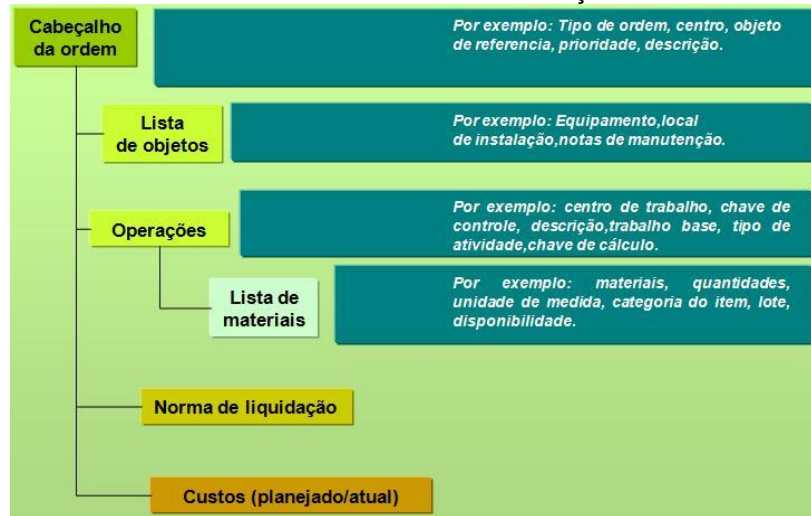 Cabeçalho
da ordem
Por exemplo: Tipo de ordem, centro, objeto
de referencia, prioridade, descrição.
Lista
de objetos
Por exemplo: Equipamento,local
de instalação,notas de manutenção.
Operações
Por exemplo: centro de trabalho, chave de
controle, descrição,trabalho base, tipo de
atividade,chave de cálculo.
Lista de
materiais
Por exemplo: materiais, quantidades,
unidade de medida, categoria do item, lote,
disponibilidade.
Norma de liquidação
Custos (planejado/atual)